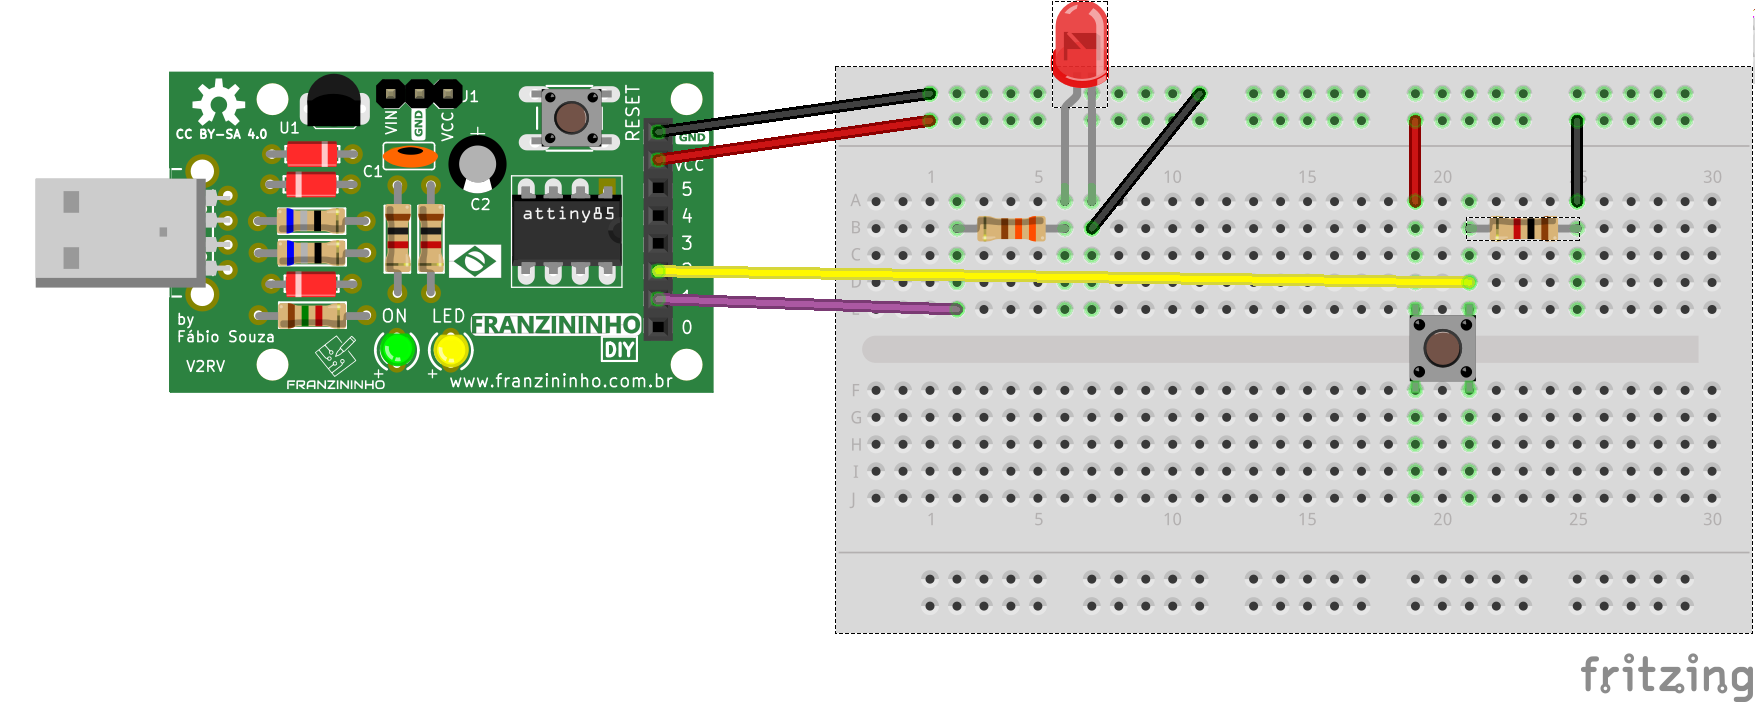 CC BY-SA 4.0
U1
VIN
GND
VCC
J1
RESET
GND
VCC
C1
C2
attiny85
5
4
3
2
1
0
ON
LED
by
Fábio Souza
V2RV
FRANZININHO
FRANZININHO
DIY
www.franzininho.com.br
+
+
+
1 5 10 15 20 25 30
A
B
C
D
E
F
G
H
I
J
1 5 10 15 20 25 30
fritzing